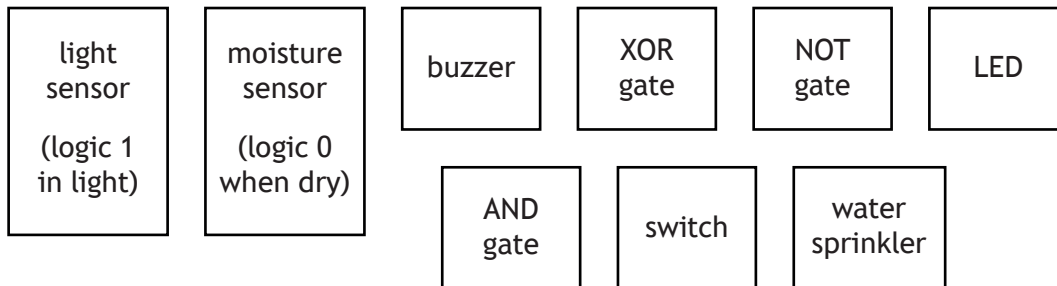 light
sensor
(logic 1
in light)
moisture
sensor
(logic 0
when dry)
buzzer
XOR
gate
NOT
gate
LED
AND
gate
switch
water
sprinkler